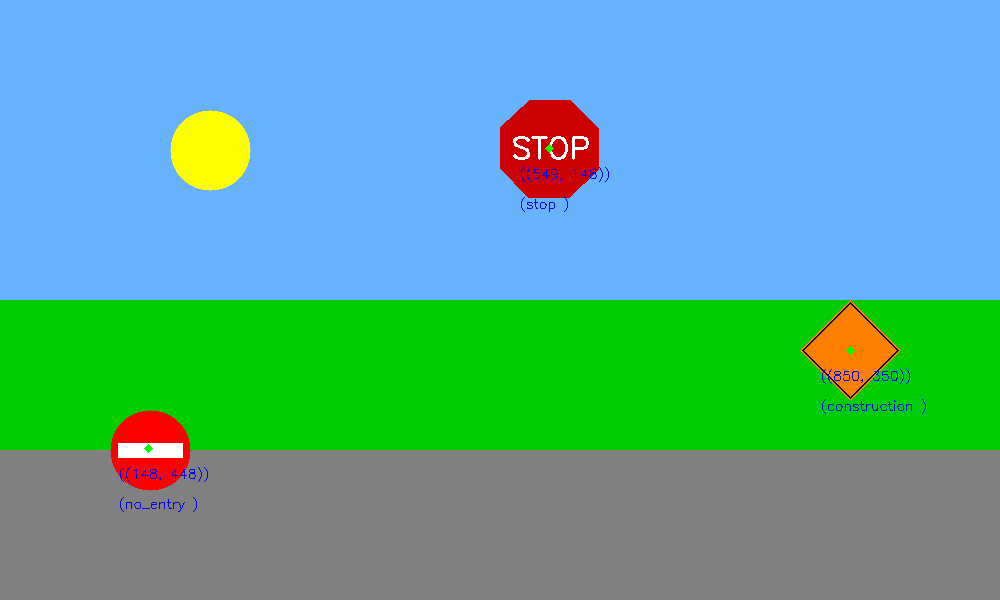 STOP
((549, 148))
(stop )
((850, 350))
(construction )
((148, 448))
(no_entry )